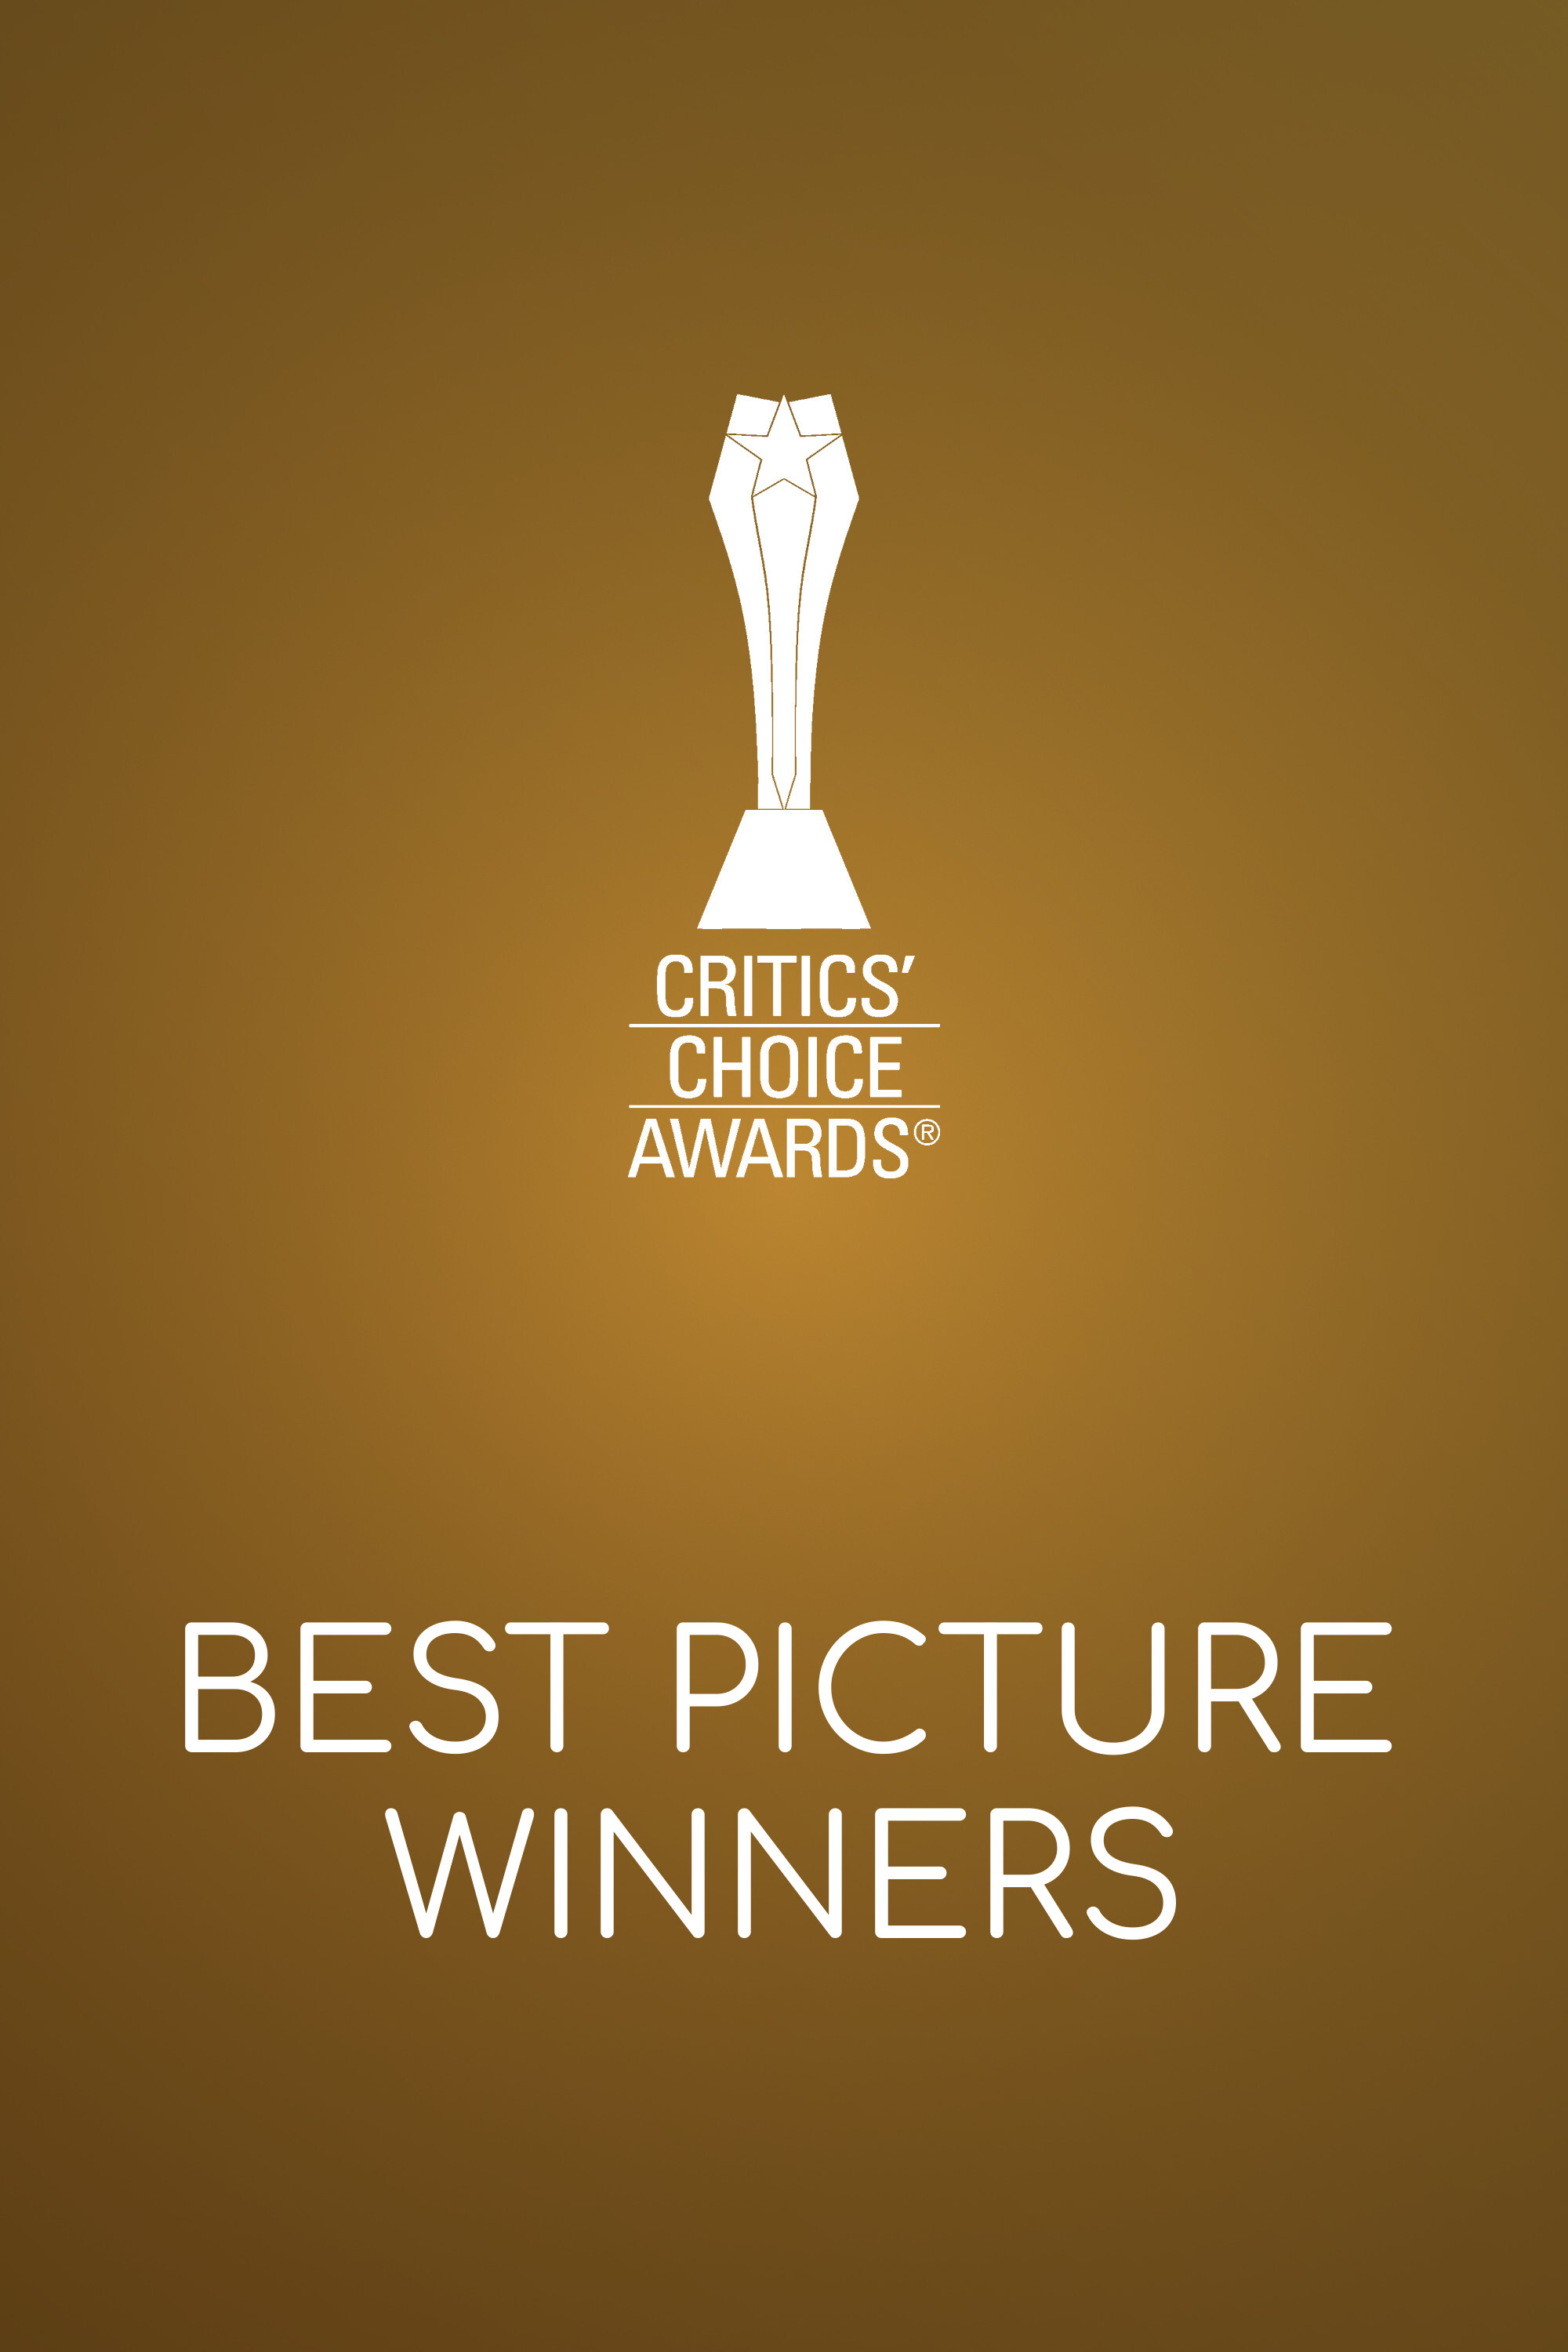 CRITICS’
CHOICE
AWARDS®
BEST PICTURE
WINNERS